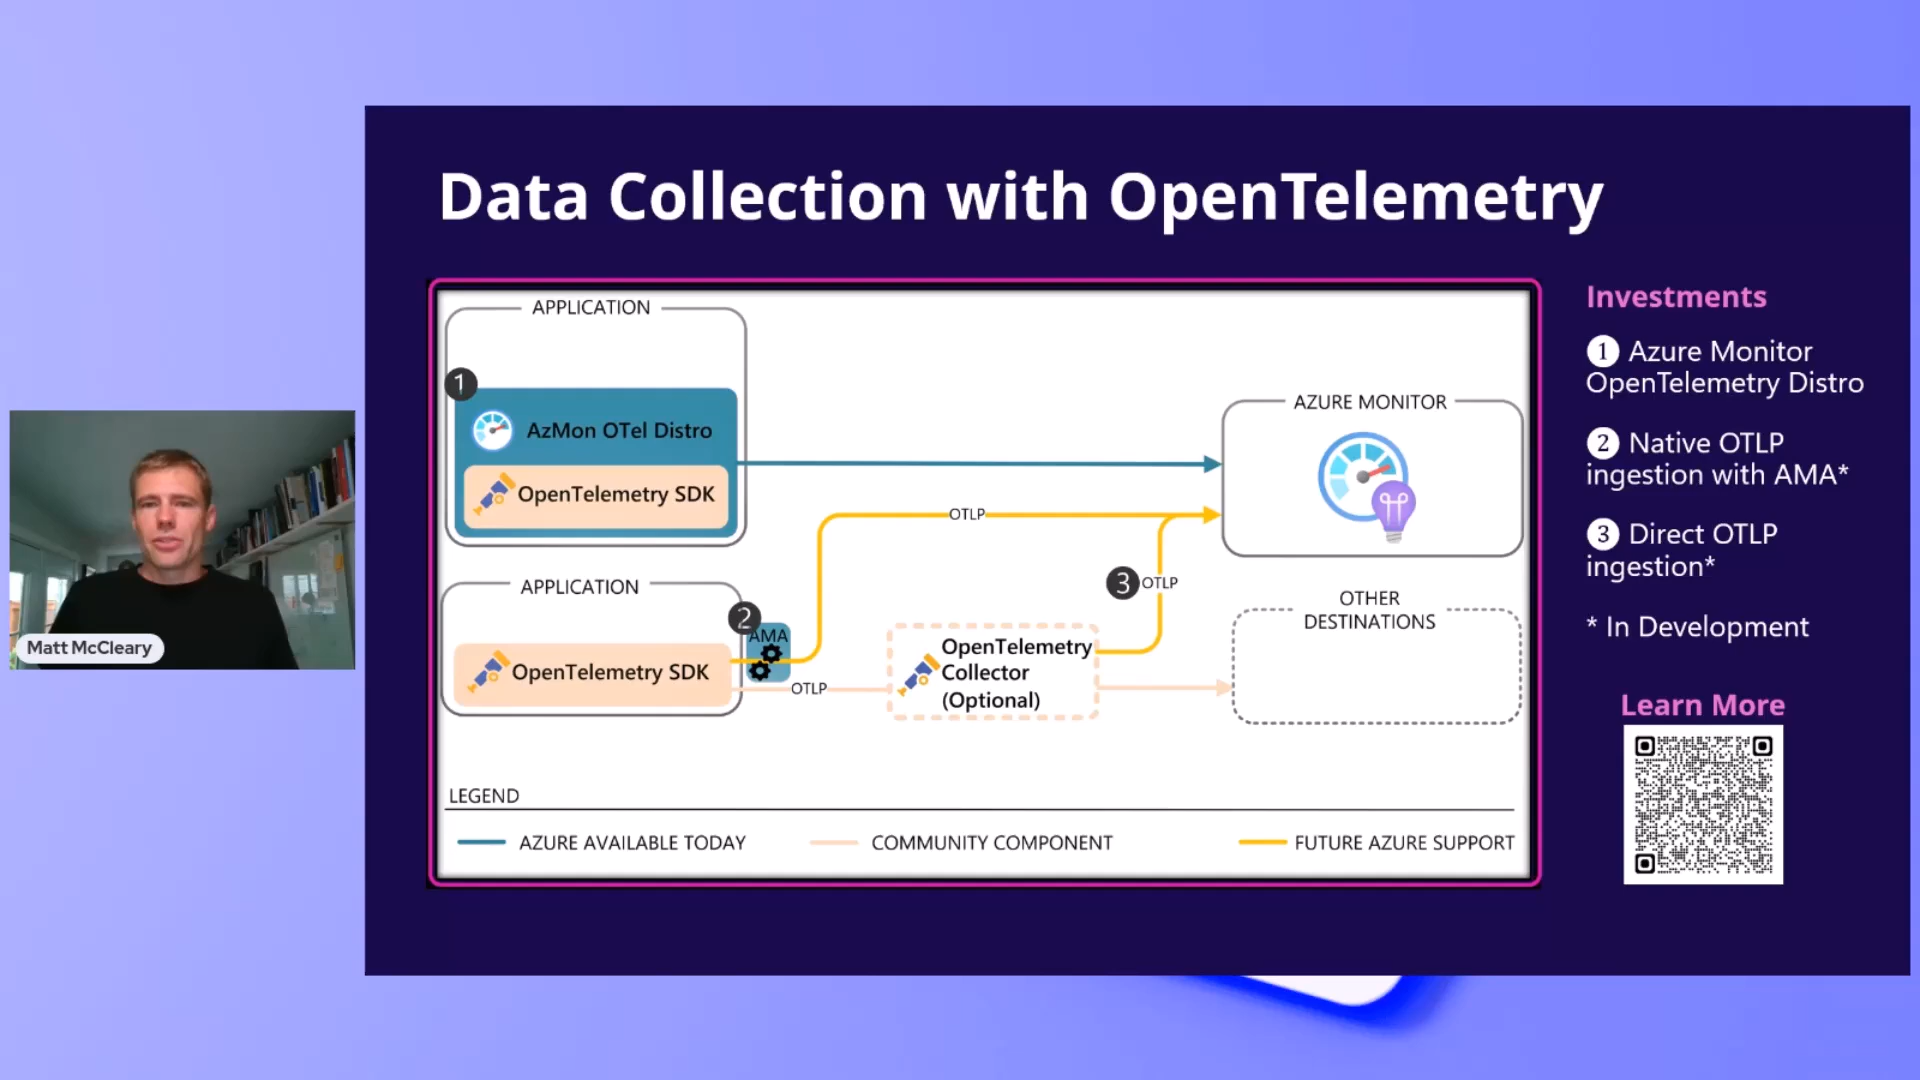 Data Collection with OpenTelemetry
APPLICATION
1
AzMon OTel Distro
OpenTelemetry SDK
APPLICATION
2
AMA
OpenTelemetry SDK
OTLP
OTLP
3 OTLP
OpenTelemetry
Collector
(Optional)
AZURE MONITOR
OTHER
DESTINATIONS
LEGEND
AZURE AVAILABLE TODAY
COMMUNITY COMPONENT
FUTURE AZURE SUPPORT
Investments
1 Azure Monitor
OpenTelemetry Distro
2 Native OTLP
ingestion with AMA*
3 Direct OTLP
ingestion*
* In Development
Learn More
Matt McCleary